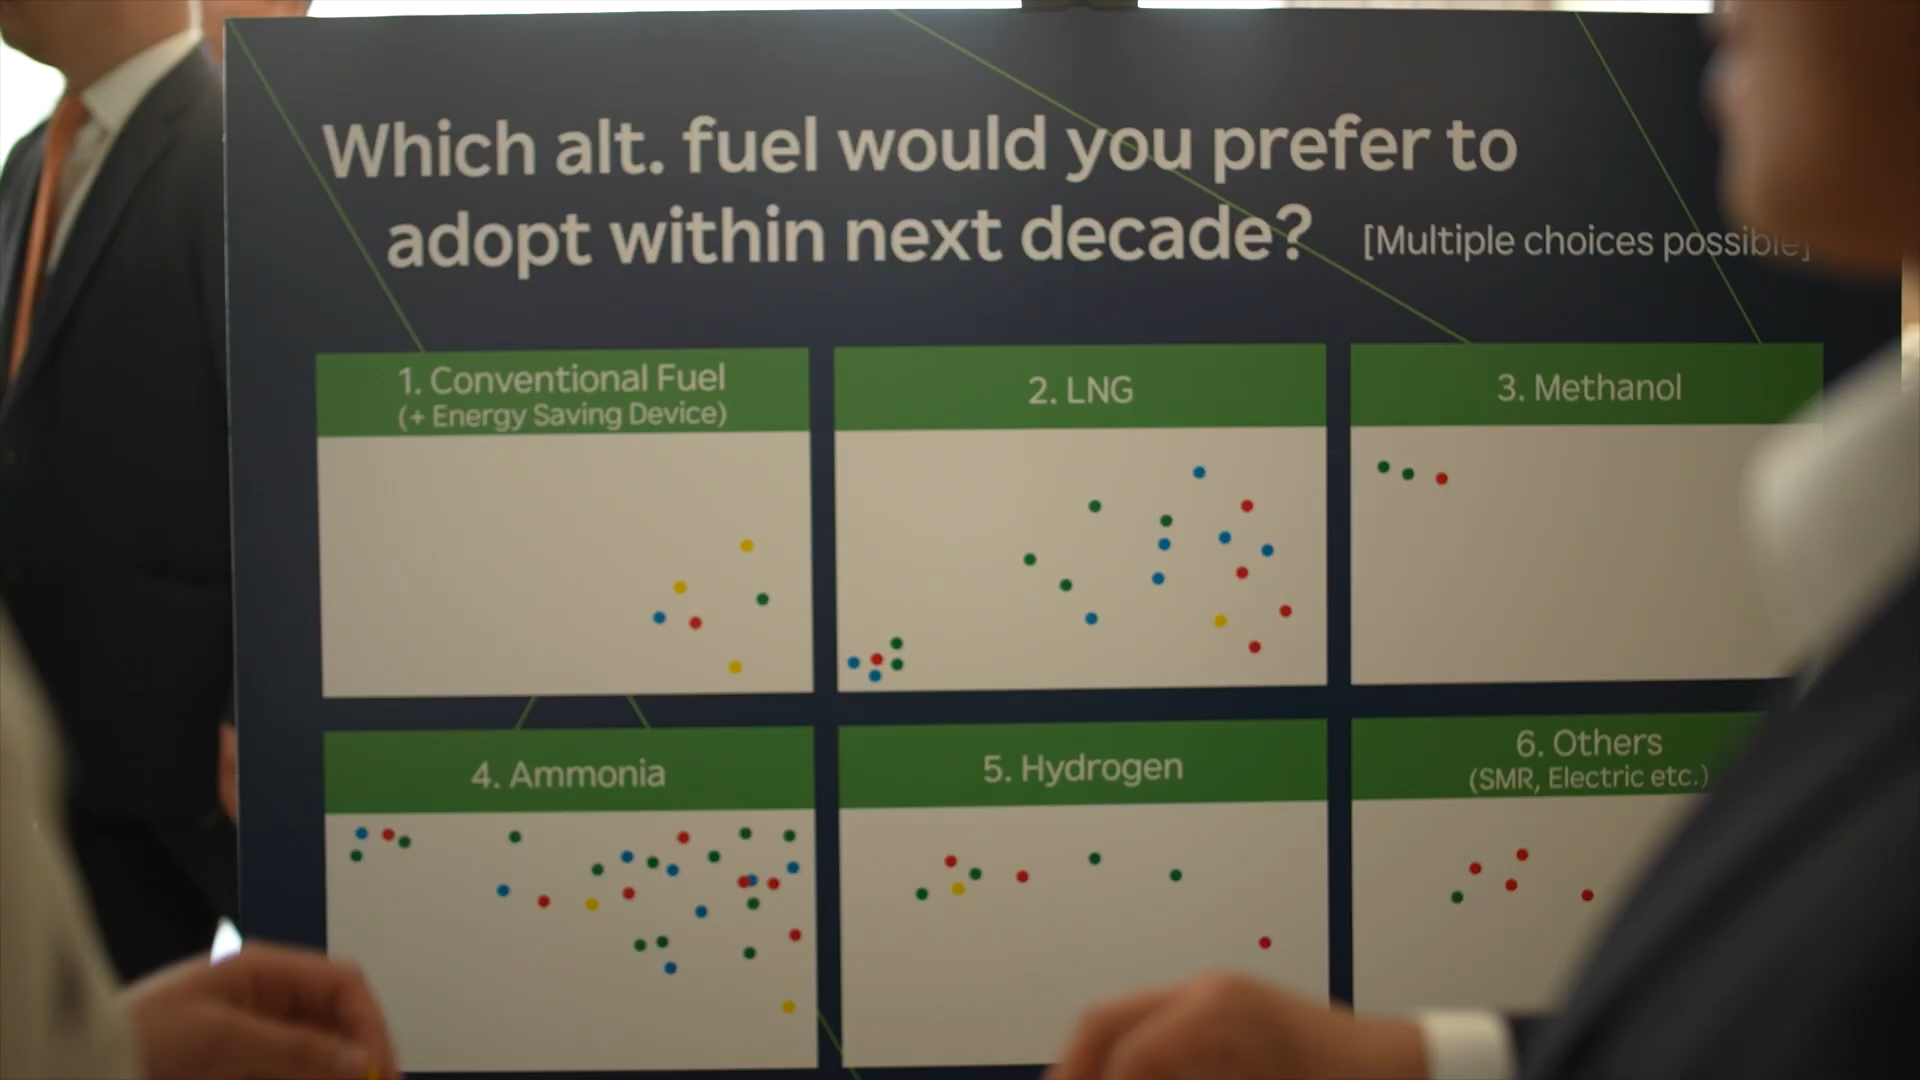 Which alt. fuel would you prefer to
adopt within next decade? [Multiple choices possible]
1. Conventional Fuel
(+ Energy Saving Device)
2. LNG
3. Methanol
4. Ammonia
5. Hydrogen
6. Others
(SMR, Electric etc.)